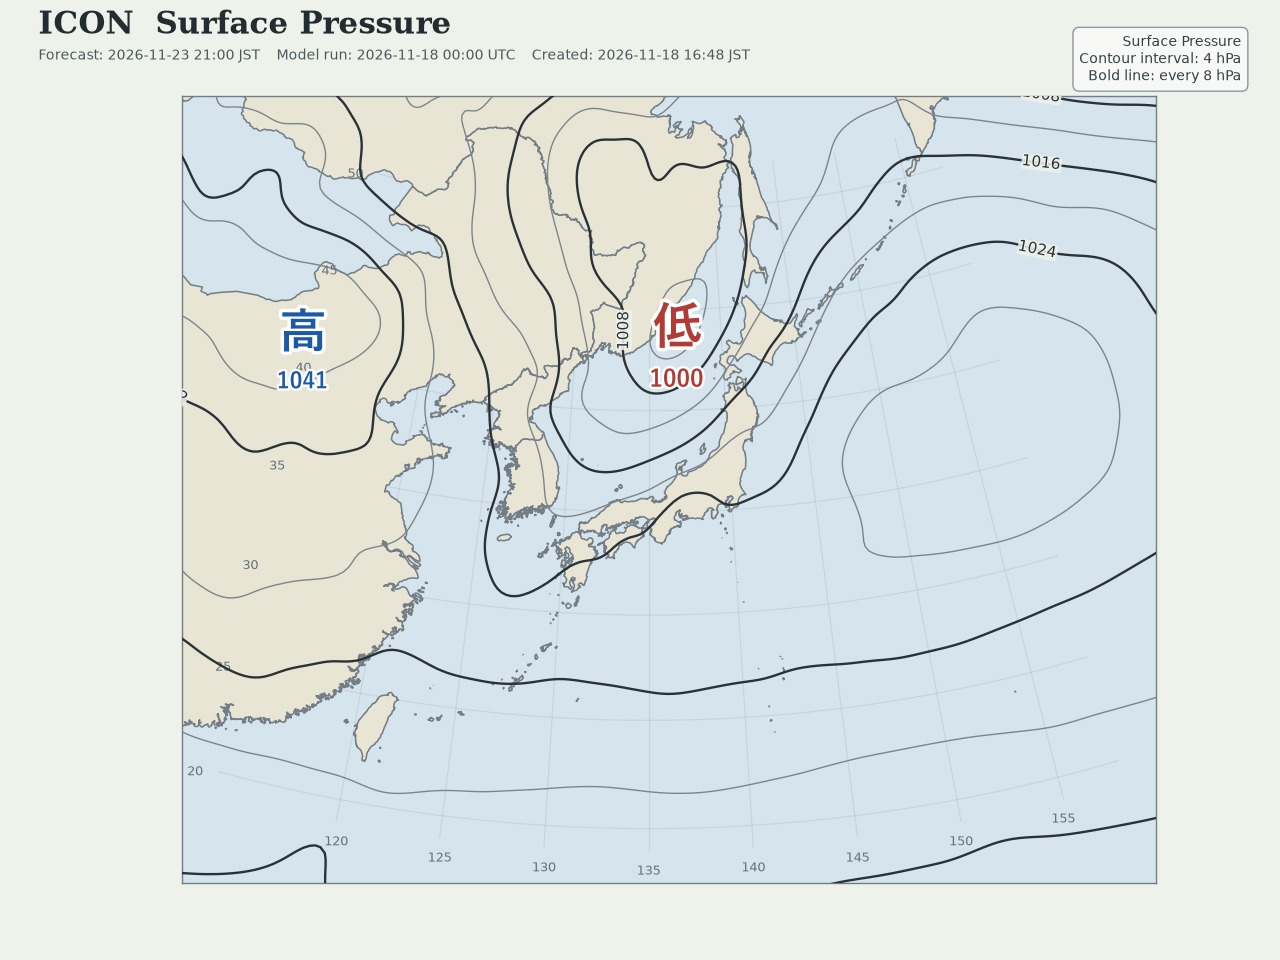 ICON  Surface Pressure
Forecast: 2026-11-23 21:00 JST    Model run: 2026-11-18 00:00 UTC    Created: 2026-11-18 16:48 JST
Surface Pressure
Contour interval: 4 hPa
Bold line: every 8 hPa
1016
50
1024
45
高
1041
40
低
1000
1008
35
30
25
20
120
125
130
135
140
145
150
155